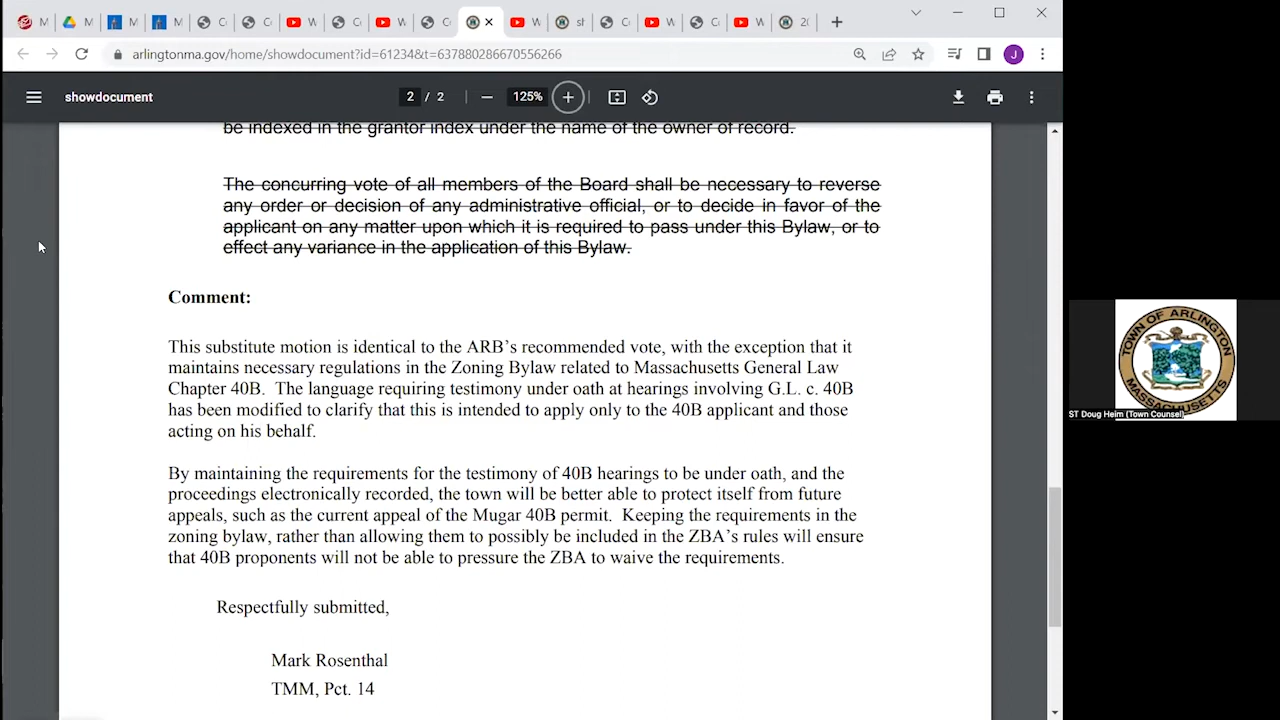 M
M
M
M
C
C
W
C
W
C
W
sh
C
W
C
W
20
arlingtonma.gov/home/showdocument?id=61234&t=637880286670556266
J
showdocument
2 / 2
125%
be indexed in the grantor index under the name of the owner of record.
The concurring vote of all members of the Board shall be necessary to reverse
any order or decision of any administrative official, or to decide in favor of the
applicant on any matter upon which it is required to pass under this Bylaw, or to
effect any variance in the application of this Bylaw.
Comment:
This substitute motion is identical to the ARB's recommended vote, with the exception that it
maintains necessary regulations in the Zoning Bylaw related to Massachusetts General Law
Chapter 40B. The language requiring testimony under oath at hearings involving G.L. c. 40B
has been modified to clarify that this is intended to apply only to the 40B applicant and those
acting on his behalf.
By maintaining the requirements for the testimony of 40B hearings to be under oath, and the
proceedings electronically recorded, the town will be better able to protect itself from future
appeals, such as the current appeal of the Mugar 40B permit. Keeping the requirements in the
zoning bylaw, rather than allowing them to possibly be included in the ZBA's rules will ensure
that 40B proponents will not be able to pressure the ZBA to waive the requirements.
Respectfully submitted,
Mark Rosenthal
TMM, Pct. 14
TOWN OF ARLINGTON
MASSACHUSETTS
ST Doug Heim (Town Counsel)